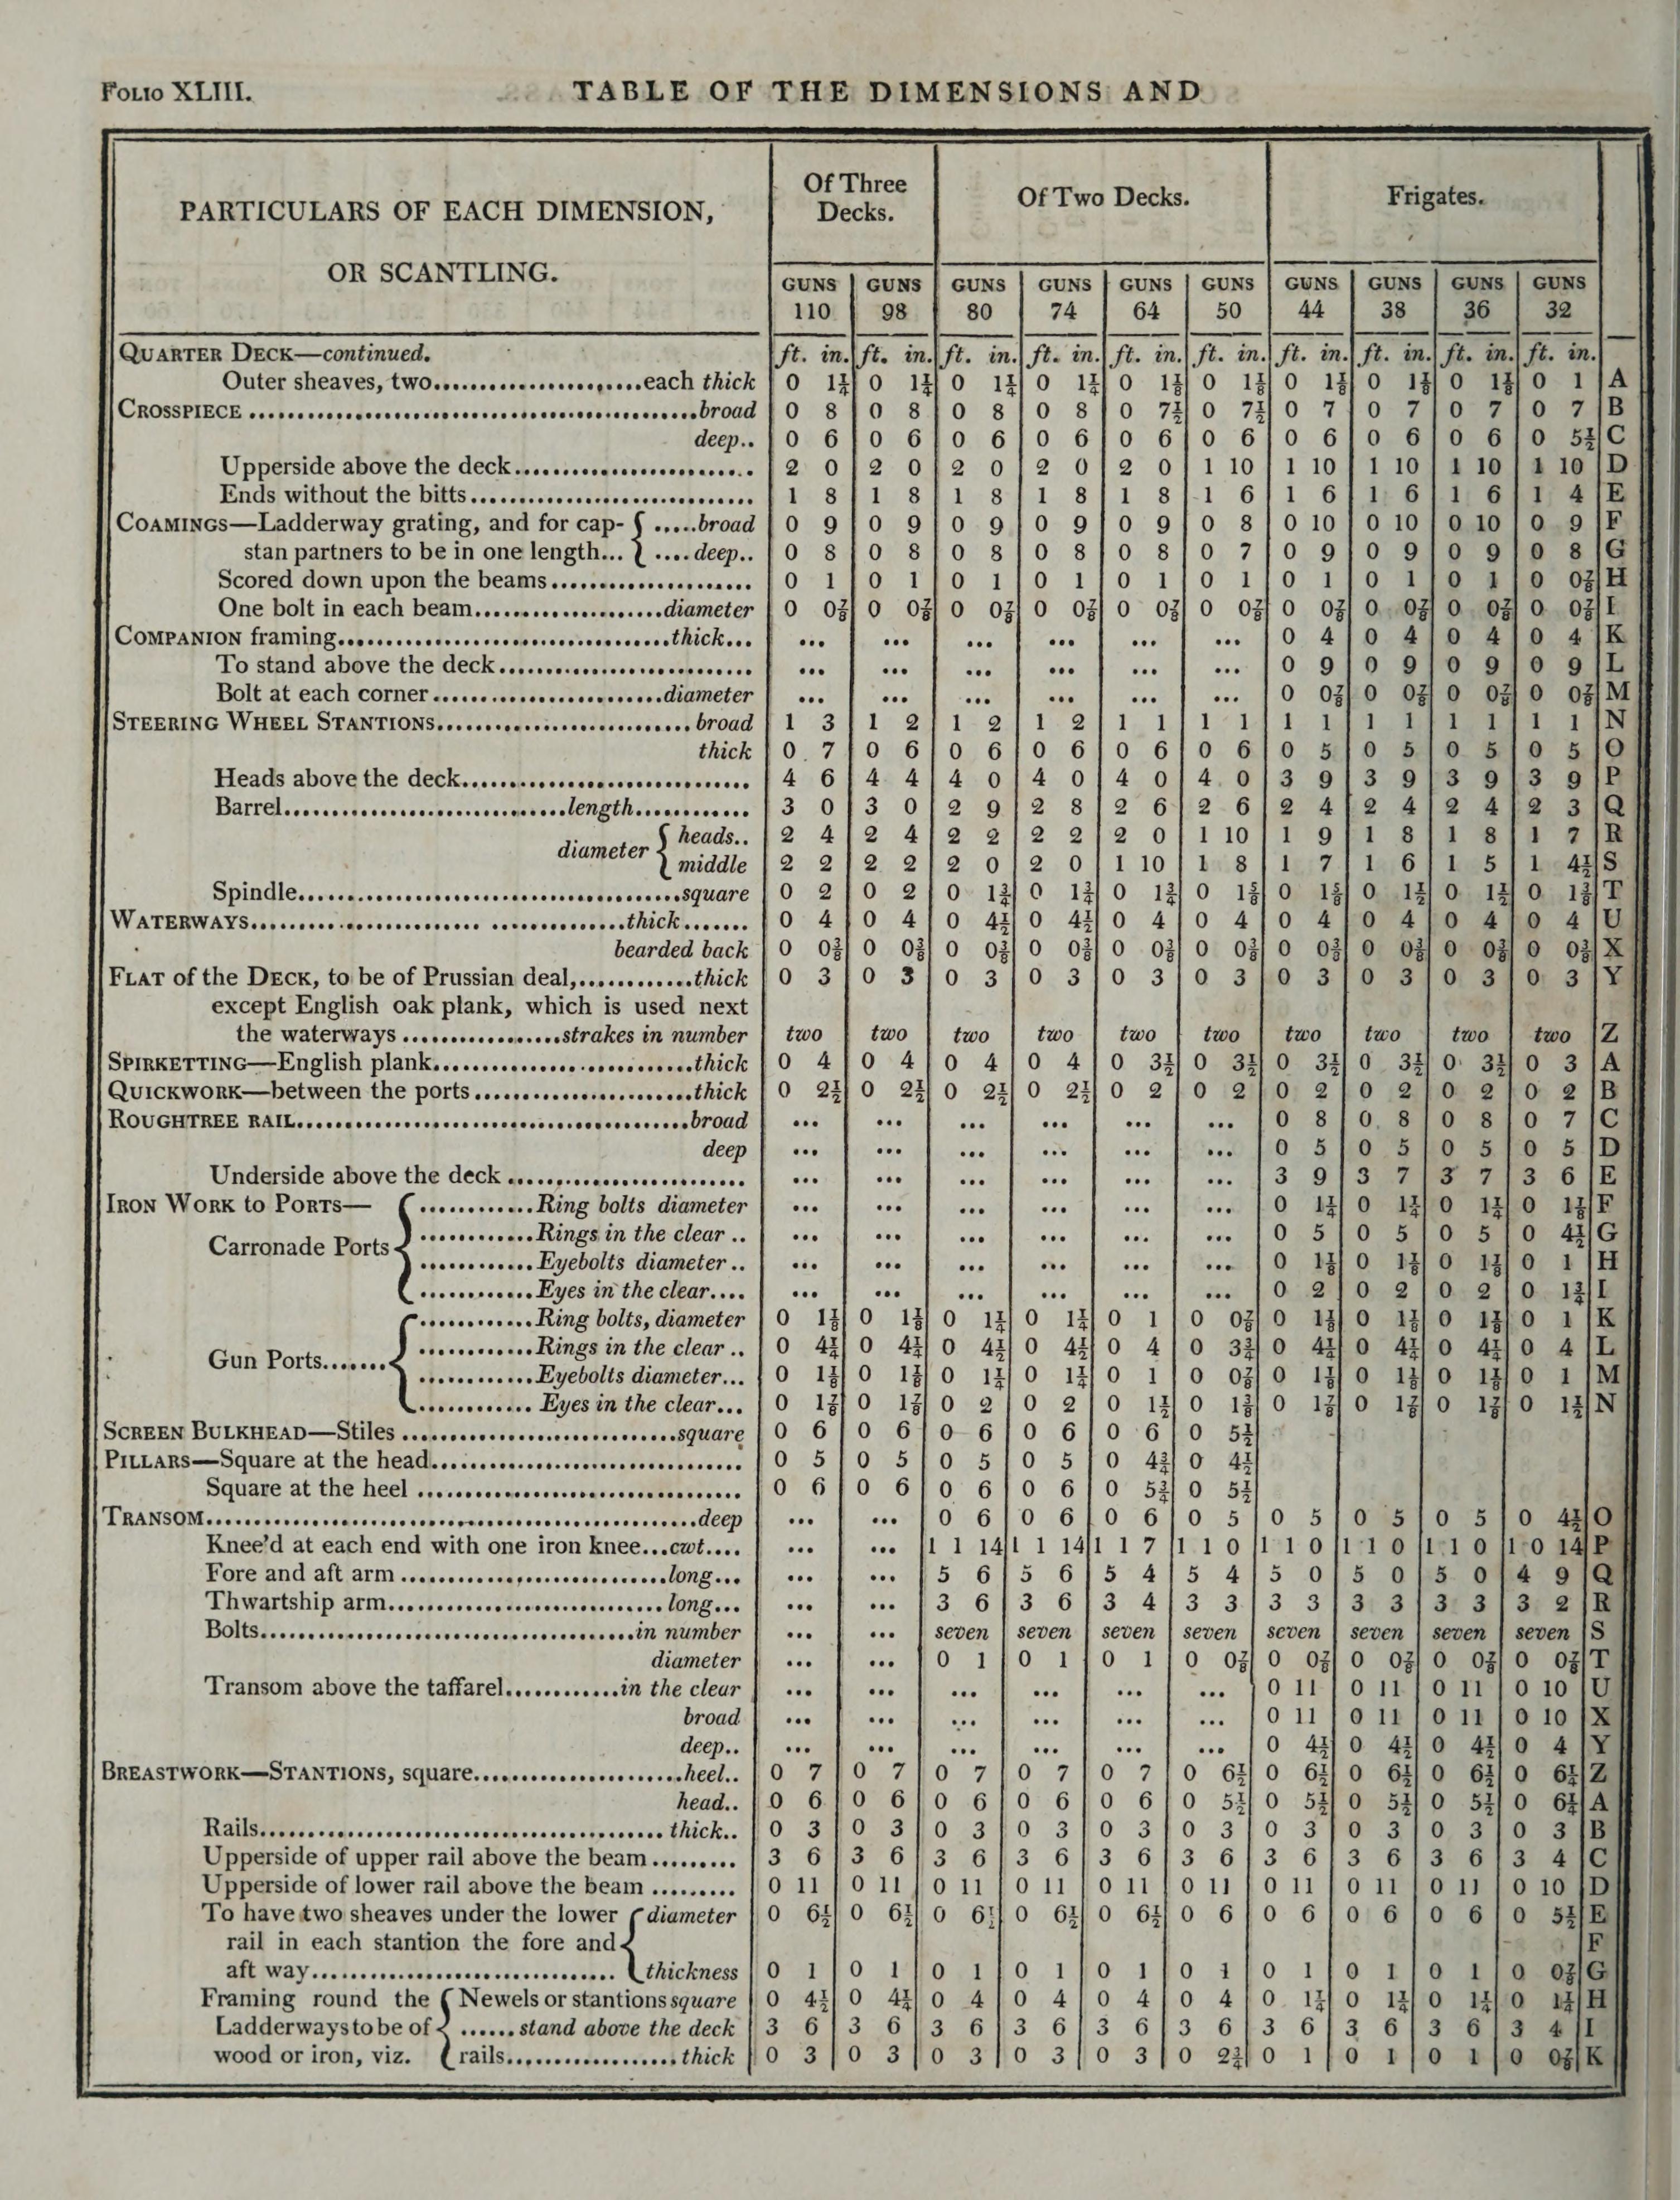 Folio XLIII. TABLE OF THE DIMENSIONS AND
PARTICULARS OF EACH DIMENSION,
OR SCANTLING.
Of Three Decks. Of Two Decks. Frigates.
GUNS GUNS GUNS GUNS GUNS GUNS GUNS GUNS GUNS GUNS
110 98 80 74 64 50 44 38 36 32
QUARTER DECK—continued. ft. in. ft. in. ft. in. ft. in. ft. in. ft. in. ft. in. ft. in. ft. in. ft. in.
Outer sheaves, two..........each thick 0 1¼ 0 1¼ 0 1¼ 0 1¼ 0 1⅛ 0 1⅛ 0 1⅛ 0 1⅛ 0 1⅛ 0 1 A
CROSSPIECE ..........broad 0 8 0 8 0 8 0 8 0 7½ 0 7½ 0 7 0 7 0 7 0 7 B
deep.. 0 6 0 6 0 6 0 6 0 6 0 6 0 6 0 6 0 6 0 5½ C
Upperside above the deck.......... 2 0 2 0 2 0 2 0 2 0 1 10 1 10 1 10 1 10 1 10 D
Ends without the bitts.......... 1 8 1 8 1 8 1 8 1 8 1 6 1 6 1 6 1 6 1 4 E
COAMINGS—Ladderway grating, and for cap- { .....broad 0 9 0 9 0 9 0 9 0 9 0 8 0 10 0 10 0 10 0 9 F
stan partners to be in one length... { ....deep.. 0 8 0 8 0 8 0 8 0 8 0 7 0 9 0 9 0 9 0 8 G
Scored down upon the beams.......... 0 1 0 1 0 1 0 1 0 1 0 1 0 1 0 1 0 1 0 0⅞ H
One bolt in each beam..........diameter 0 0⅞ 0 0⅞ 0 0⅞ 0 0⅞ 0 0⅞ 0 0⅞ 0 0⅞ 0 0⅞ 0 0⅞ 0 0⅞ I
COMPANION framing..........thick... ... ... ... ... ... ... 0 4 0 4 0 4 0 4 K
To stand above the deck.......... ... ... ... ... ... ... 0 9 0 9 0 9 0 9 L
Bolt at each corner..........diameter ... ... ... ... ... ... 0 0⅞ 0 0⅞ 0 0⅞ 0 0⅞ M
STEERING WHEEL STANTIONS..........broad 1 3 1 2 1 2 1 2 1 1 1 1 1 1 1 1 1 1 1 1 N
thick 0 7 0 6 0 6 0 6 0 6 0 6 0 5 0 5 0 5 0 5 O
Heads above the deck.......... 4 6 4 4 4 0 4 0 4 0 4 0 3 9 3 9 3 9 3 9 P
Barrel..........length.......... 3 0 3 0 2 9 2 8 2 6 2 6 2 4 2 4 2 4 2 3 Q
diameter { heads.. 2 4 2 4 2 2 2 2 2 0 1 10 1 9 1 8 1 8 1 7 R
middle 2 2 2 2 2 0 2 0 1 10 1 8 1 7 1 6 1 5 1 4½ S
Spindle..........square 0 2 0 2 0 1¾ 0 1¾ 0 1¾ 0 1⅝ 0 1⅝ 0 1½ 0 1½ 0 1⅜ T
WATERWAYS..........thick....... 0 4 0 4 0 4½ 0 4½ 0 4 0 4 0 4 0 4 0 4 0 4 U
bearded back 0 0¾ 0 0¾ 0 0¾ 0 0¾ 0 0¾ 0 0¾ 0 0¾ 0 0¾ 0 0¾ 0 0¾ X
FLAT of the DECK, to be of Prussian deal,..........thick 0 3 0 3 0 3 0 3 0 3 0 3 0 3 0 3 0 3 0 3 Y
except English oak plank, which is used next
the waterways ..........strakes in number two two two two two two two two two two Z
SPIRKETTING—English plank..........thick 0 4 0 4 0 4 0 4 0 3½ 0 3½ 0 3½ 0 3½ 0 3½ 0 3 A
QUICKWORK—between the ports..........thick 0 2½ 0 2½ 0 2½ 0 2½ 0 2 0 2 0 2 0 2 0 2 0 2 B
ROUGHTREE RAIL..........broad ... ... ... ... ... ... 0 8 0 8 0 8 0 7 C
deep ... ... ... ... ... ... 0 5 0 5 0 5 0 5 D
Underside above the deck .......... ... ... ... ... ... ... 3 9 3 7 3 7 3 6 E
IRON WORK to PORTS— { ..........Ring bolts diameter ... ... ... ... ... ... 0 1¼ 0 1¼ 0 1¼ 0 1⅛ F
Carronade Ports ..........Rings in the clear .. ... ... ... ... ... ... 0 5 0 5 0 5 0 4½ G
..........Eyebolts diameter.. ... ... ... ... ... ... 0 1⅛ 0 1⅛ 0 1⅛ 0 1 H
..........Eyes in the clear.... ... ... ... ... ... ... 0 2 0 2 0 2 0 1¾ I
Gun Ports........ { ..........Ring bolts, diameter 0 1⅛ 0 1⅛ 0 1¼ 0 1¼ 0 1 0 0⅞ 0 1⅛ 0 1⅛ 0 1⅛ 0 1 K
..........Rings in the clear .. 0 4¼ 0 4¼ 0 4½ 0 4½ 0 4 0 3¾ 0 4¼ 0 4¼ 0 4¼ 0 4 L
..........Eyebolts diameter... 0 1⅛ 0 1⅛ 0 1¼ 0 1¼ 0 1 0 0⅞ 0 1⅛ 0 1⅛ 0 1⅛ 0 1 M
..........Eyes in the clear... 0 1⅞ 0 1⅞ 0 2 0 2 0 1½ 0 1⅜ 0 1⅞ 0 1⅞ 0 1⅞ 0 1½ N
SCREEN BULKHEAD—Stiles ..........square 0 6 0 6 0 6 0 6 0 6 0 5½
PILLARS—Square at the head.......... 0 5 0 5 0 5 0 5 0 4¾ 0 4½
Square at the heel .......... 0 6 0 6 0 6 0 6 0 5¾ 0 5½
TRANSOM..........deep ... ... 0 6 0 6 0 6 0 5 0 5 0 5 0 5 0 4½ O
Knee'd at each end with one iron knee...cwt.... ... ... 1 1 14 1 1 14 1 1 7 1 1 0 1 1 0 1 1 0 1 1 0 1 0 14 P
Fore and aft arm ..........long... ... ... 5 6 5 6 5 4 5 4 5 0 5 0 5 0 4 9 Q
Thwartship arm..........long... ... ... 3 6 3 6 3 4 3 3 3 3 3 3 3 3 3 2 R
Bolts..........in number ... ... seven seven seven seven seven seven seven seven S
diameter ... ... 0 1 0 1 0 1 0 0⅞ 0 0⅞ 0 0⅞ 0 0⅞ 0 0⅞ T
Transom above the taffarel..........in the clear ... ... ... ... ... ... 0 11 0 11 0 11 0 10 U
broad ... ... ... ... ... ... 0 11 0 11 0 11 0 10 X
deep.. ... ... ... ... ... ... 0 4½ 0 4½ 0 4½ 0 4 Y
BREASTWORK—STANTIONS, square..........heel.. 0 7 0 7 0 7 0 7 0 7 0 6½ 0 6½ 0 6½ 0 6½ 0 6¼ Z
head.. 0 6 0 6 0 6 0 6 0 6 0 5½ 0 5½ 0 5½ 0 5½ 0 6¼ A
Rails..........thick.. 0 3 0 3 0 3 0 3 0 3 0 3 0 3 0 3 0 3 0 3 B
Upperside of upper rail above the beam.......... 3 6 3 6 3 6 3 6 3 6 3 6 3 6 3 6 3 6 3 4 C
Upperside of lower rail above the beam .......... 0 11 0 11 0 11 0 11 0 11 0 11 0 11 0 11 0 11 0 10 D
To have two sheaves under the lower { diameter 0 6½ 0 6½ 0 6½ 0 6½ 0 6½ 0 6 0 6 0 6 0 6 0 5½ E
rail in each stantion the fore and F
aft way..........thickness 0 1 0 1 0 1 0 1 0 1 0 1 0 1 0 1 0 1 0 0⅞ G
Framing round the { Newels or stantions square 0 4½ 0 4½ 0 4 0 4 0 4 0 4 0 1¼ 0 1¼ 0 1¼ 0 1¼ H
Ladderways to be of ......stand above the deck 3 6 3 6 3 6 3 6 3 6 3 6 3 6 3 6 3 6 3 4 I
wood or iron, viz. { rails..........thick 0 3 0 3 0 3 0 3 0 3 0 2¾ 0 1 0 1 0 1 0 0⅞ K